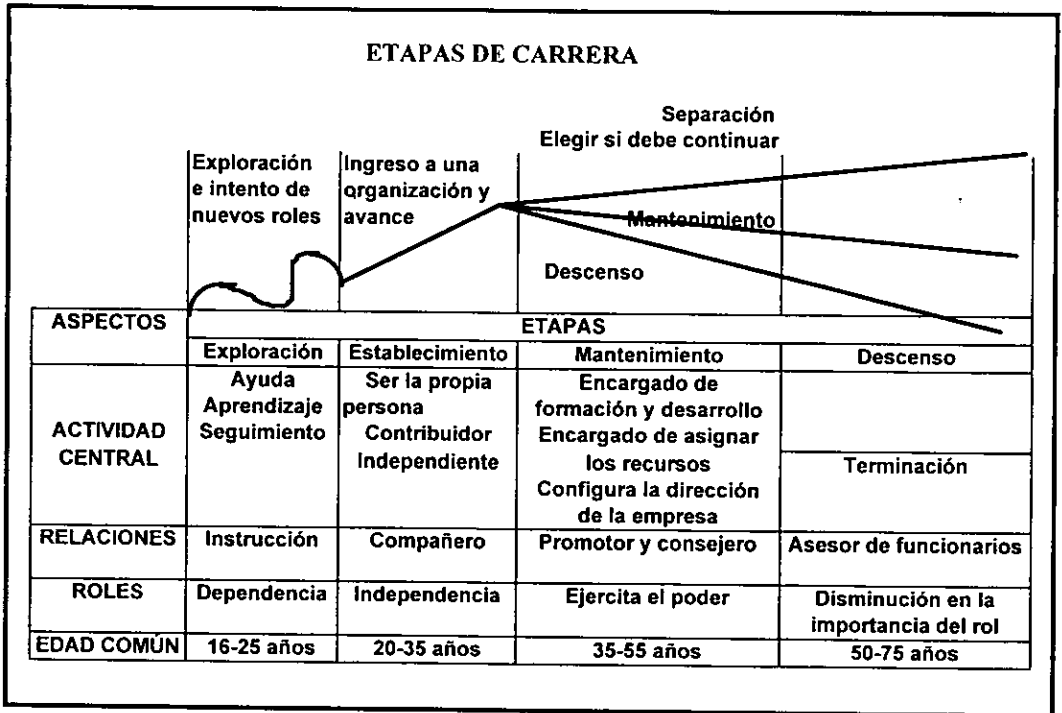 ETAPAS DE CARRERA
Separación
Elegir si debe continuar
Exploración
e intento de
nuevos roles
Ingreso a una
organización y
avance
Mantenimiento
Descenso
ASPECTOS
ETAPAS
Exploración
Establecimiento
Mantenimiento
Descenso
ACTIVIDAD
CENTRAL
Ayuda
Aprendizaje
Seguimiento
Ser la propia
persona
Contribuidor
Independiente
Encargado de
formación y desarrollo
Encargado de asignar
los recursos
Configura la dirección
de la empresa
Terminación
RELACIONES
Instrucción
Compañero
Promotor y consejero
Asesor de funcionarios
ROLES
Dependencia
Independencia
Ejercita el poder
Disminución en la
importancia del rol
EDAD COMÚN
16-25 años
20-35 años
35-55 años
50-75 años